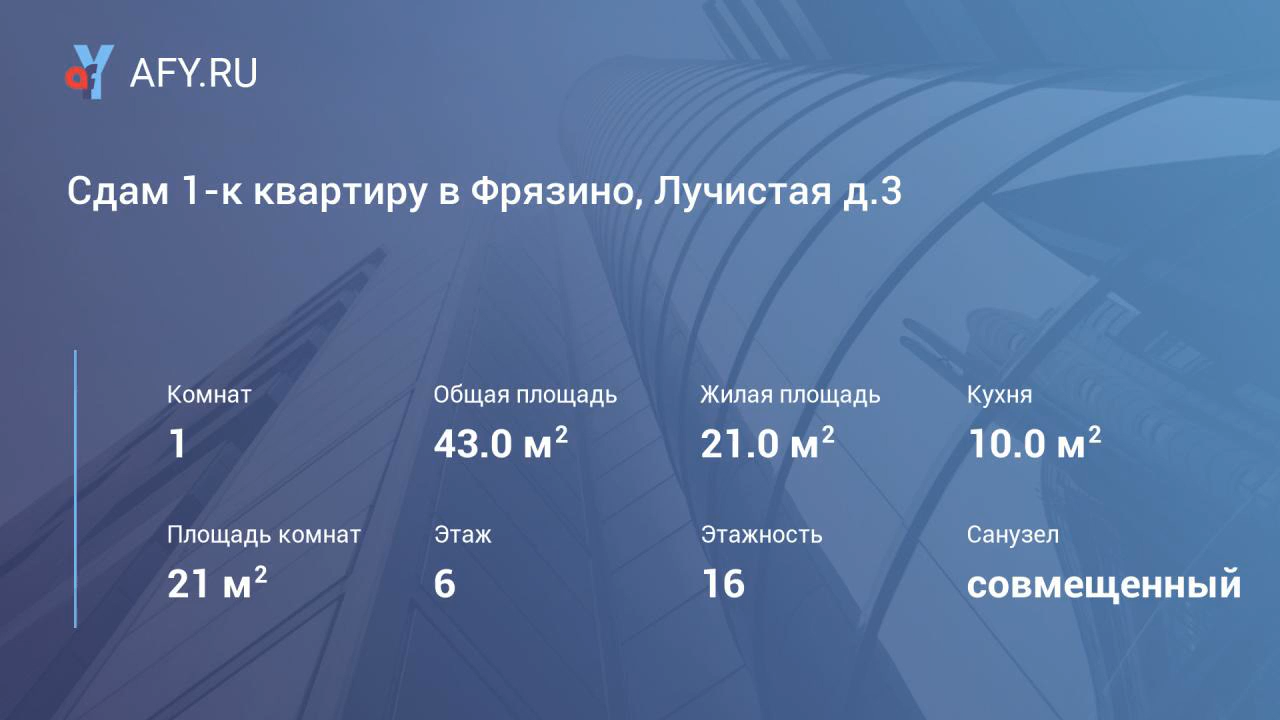 аfy AFY.RU
Сдам 1-к квартиру в Фрязино, Лучистая д.3
Комнат
1
Общая площадь
43.0 м²
Жилая площадь
21.0 м²
Кухня
10.0 м²
Площадь комнат
21 м²
Этаж
6
Этажность
16
Санузел
совмещенный